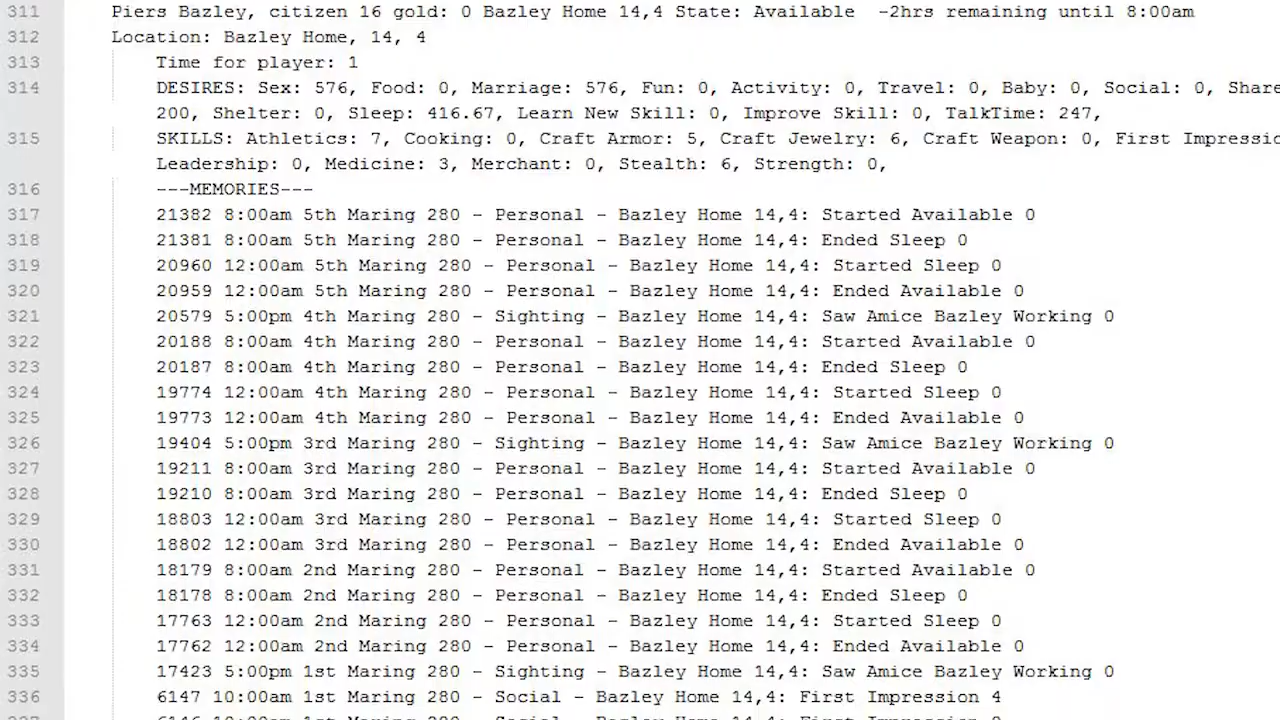 311 Piers Bazley, citizen 16 gold: 0 Bazley Home 14,4 State: Available  -2hrs remaining until 8:00am
312 Location: Bazley Home, 14, 4
313 Time for player: 1
314 DESIRES: Sex: 576, Food: 0, Marriage: 576, Fun: 0, Activity: 0, Travel: 0, Baby: 0, Social: 0, Share
200, Shelter: 0, Sleep: 416.67, Learn New Skill: 0, Improve Skill: 0, TalkTime: 247,
315 SKILLS: Athletics: 7, Cooking: 0, Craft Armor: 5, Craft Jewelry: 6, Craft Weapon: 0, First Impressio
Leadership: 0, Medicine: 3, Merchant: 0, Stealth: 6, Strength: 0,
316 ---MEMORIES---
317 21382 8:00am 5th Maring 280 - Personal - Bazley Home 14,4: Started Available 0
318 21381 8:00am 5th Maring 280 - Personal - Bazley Home 14,4: Ended Sleep 0
319 20960 12:00am 5th Maring 280 - Personal - Bazley Home 14,4: Started Sleep 0
320 20959 12:00am 5th Maring 280 - Personal - Bazley Home 14,4: Ended Available 0
321 20579 5:00pm 4th Maring 280 - Sighting - Bazley Home 14,4: Saw Amice Bazley Working 0
322 20188 8:00am 4th Maring 280 - Personal - Bazley Home 14,4: Started Available 0
323 20187 8:00am 4th Maring 280 - Personal - Bazley Home 14,4: Ended Sleep 0
324 19774 12:00am 4th Maring 280 - Personal - Bazley Home 14,4: Started Sleep 0
325 19773 12:00am 4th Maring 280 - Personal - Bazley Home 14,4: Ended Available 0
326 19404 5:00pm 3rd Maring 280 - Sighting - Bazley Home 14,4: Saw Amice Bazley Working 0
327 19211 8:00am 3rd Maring 280 - Personal - Bazley Home 14,4: Started Available 0
328 19210 8:00am 3rd Maring 280 - Personal - Bazley Home 14,4: Ended Sleep 0
329 18803 12:00am 3rd Maring 280 - Personal - Bazley Home 14,4: Started Sleep 0
330 18802 12:00am 3rd Maring 280 - Personal - Bazley Home 14,4: Ended Available 0
331 18179 8:00am 2nd Maring 280 - Personal - Bazley Home 14,4: Started Available 0
332 18178 8:00am 2nd Maring 280 - Personal - Bazley Home 14,4: Ended Sleep 0
333 17763 12:00am 2nd Maring 280 - Personal - Bazley Home 14,4: Started Sleep 0
334 17762 12:00am 2nd Maring 280 - Personal - Bazley Home 14,4: Ended Available 0
335 17423 5:00pm 1st Maring 280 - Sighting - Bazley Home 14,4: Saw Amice Bazley Working 0
336 6147 10:00am 1st Maring 280 - Social - Bazley Home 14,4: First Impression 4